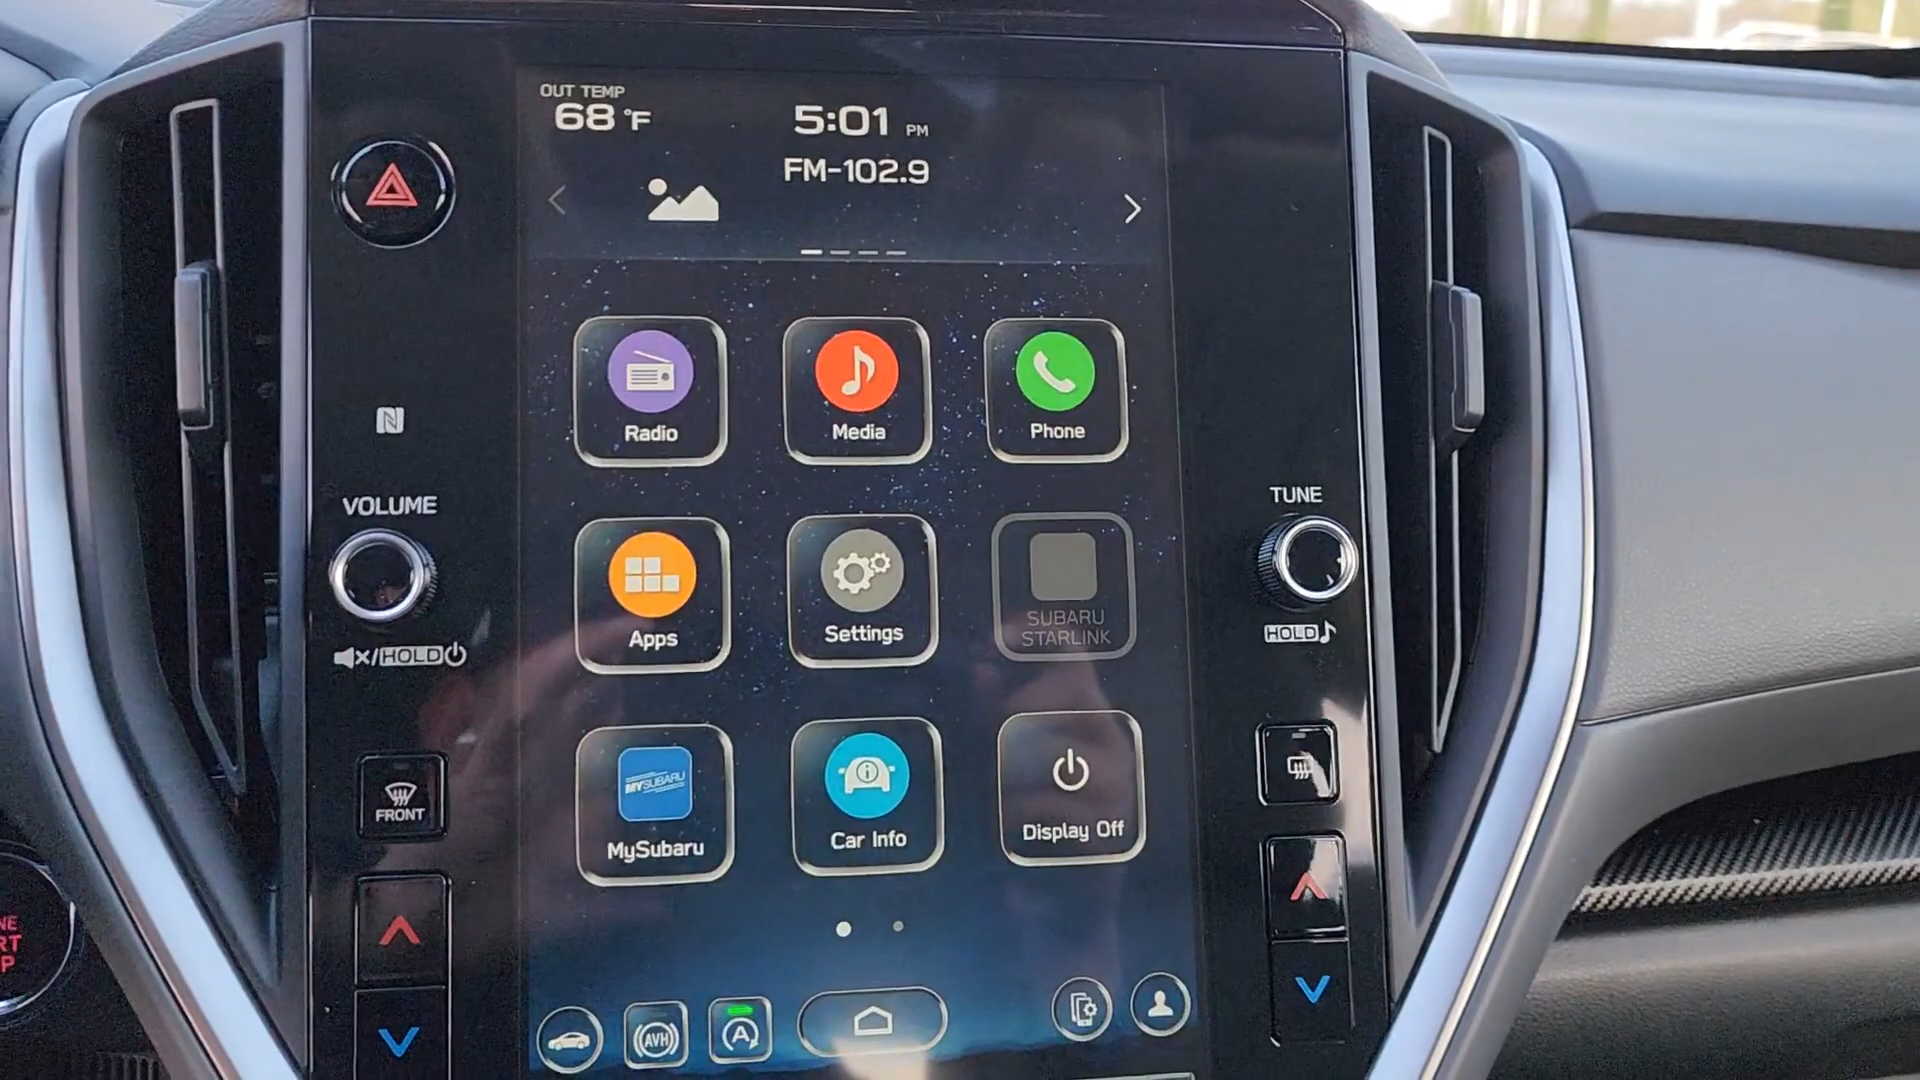 OUT TEMP
68 °F
5:01 PM
FM-102.9
Radio
Media
Phone
VOLUME
TUNE
HOLD
/HOLD
Apps
Settings
SUBARU
STARLINK
MYSUBARU
MySubaru
Car Info
Display Off
FRONT
AVH
A